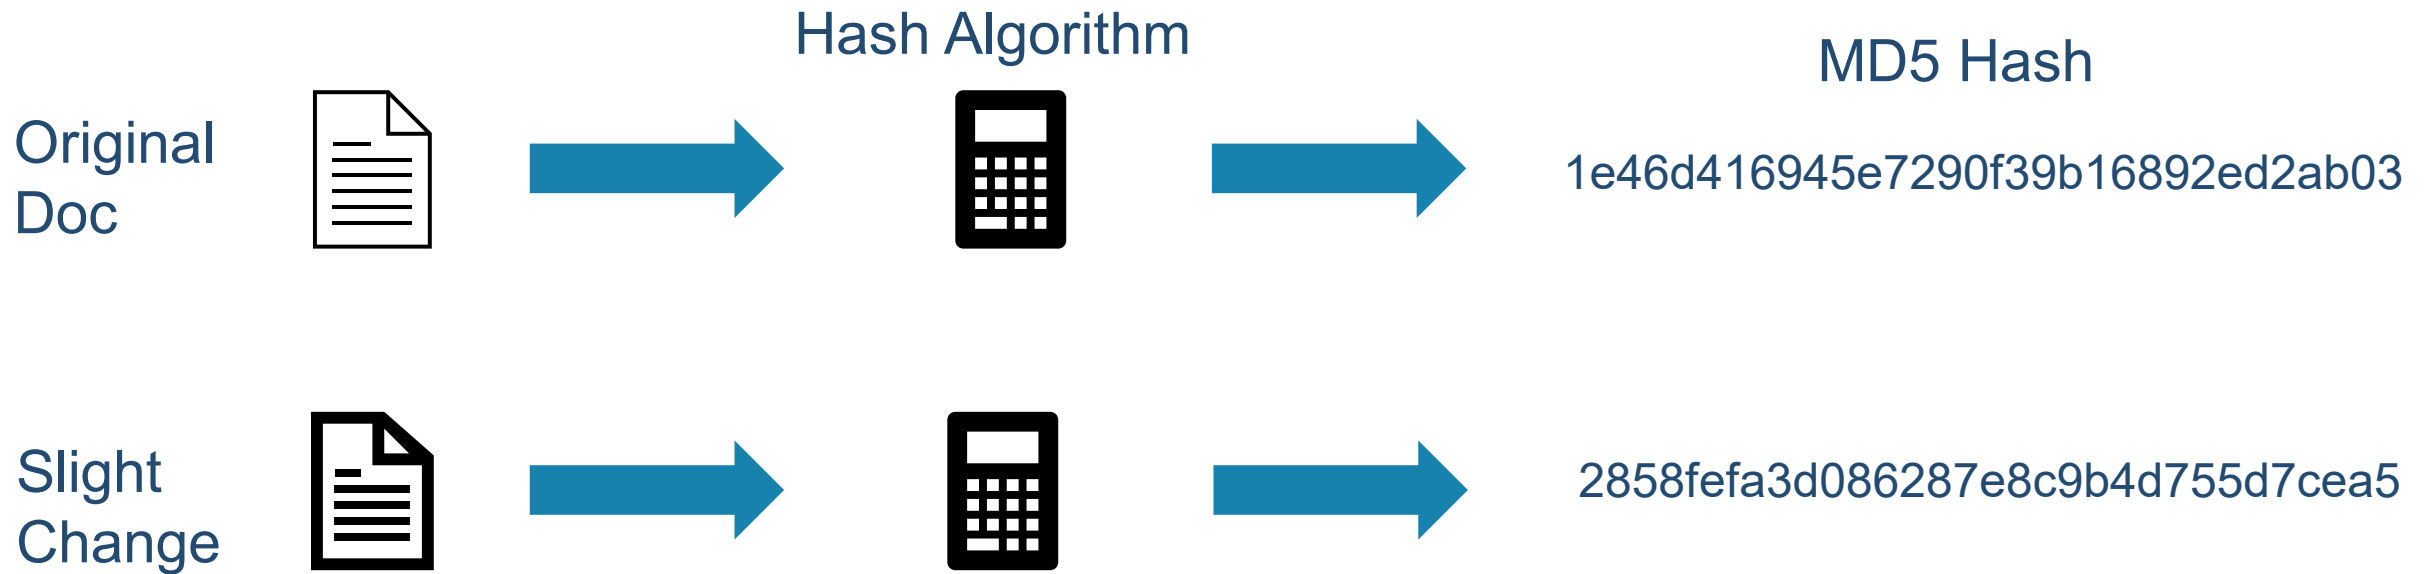 Hash Algorithm
MD5 Hash
Original
Doc
1e46d416945e7290f39b16892ed2ab03
Slight
Change
2858fefa3d086287e8c9b4d755d7cea5